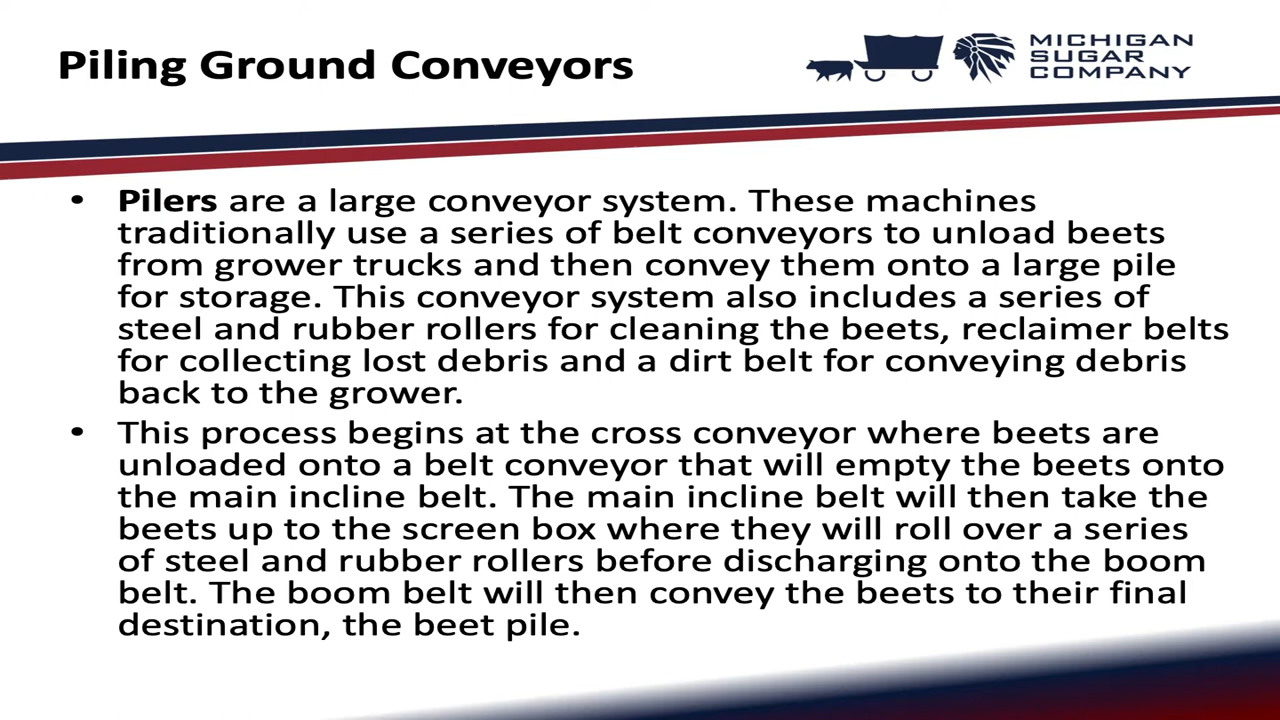 Piling Ground Conveyors
MICHIGAN
SUGAR
COMPANY
• Pilers are a large conveyor system. These machines
traditionally use a series of belt conveyors to unload beets
from grower trucks and then convey them onto a large pile
for storage. This conveyor system also includes a series of
steel and rubber rollers for cleaning the beets, reclaimer belts
for collecting lost debris and a dirt belt for conveying debris
back to the grower.
• This process begins at the cross conveyor where beets are
unloaded onto a belt conveyor that will empty the beets onto
the main incline belt. The main incline belt will then take the
beets up to the screen box where they will roll over a series
of steel and rubber rollers before discharging onto the boom
belt. The boom belt will then convey the beets to their final
destination, the beet pile.